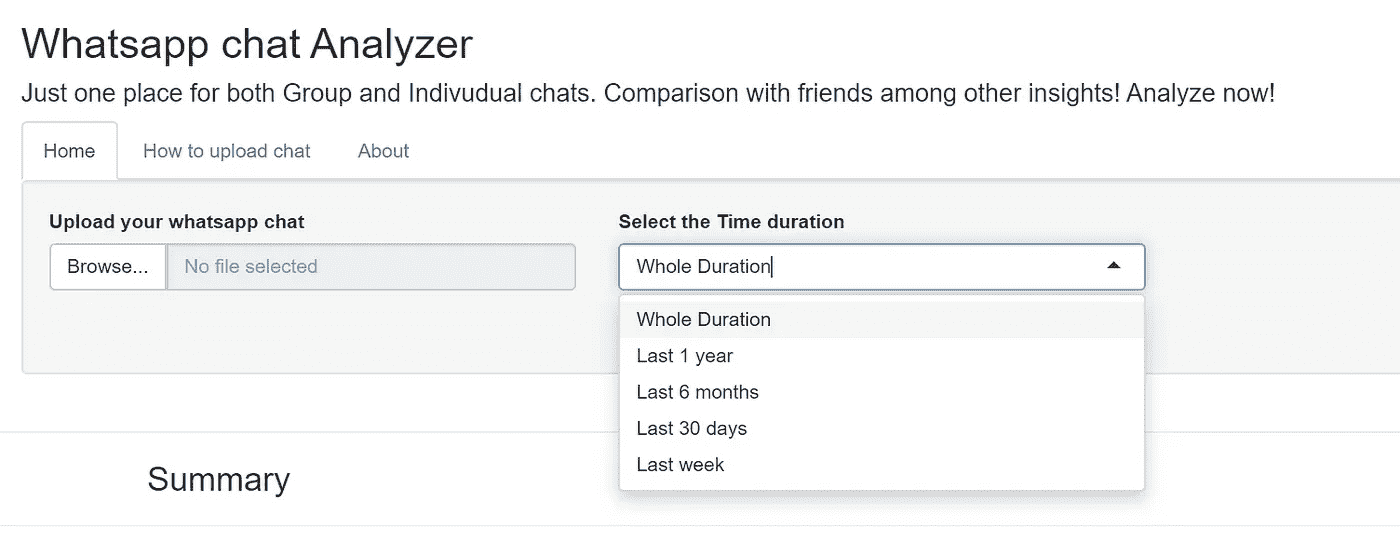 Whatsapp chat Analyzer
Just one place for both Group and Indivudual chats. Comparison with friends among other insights! Analyze now!
Home
How to upload chat
About
Upload your whatsapp chat
Browse...
No file selected
Select the Time duration
Whole Duration
Whole Duration
Last 1 year
Last 6 months
Last 30 days
Last week
Summary